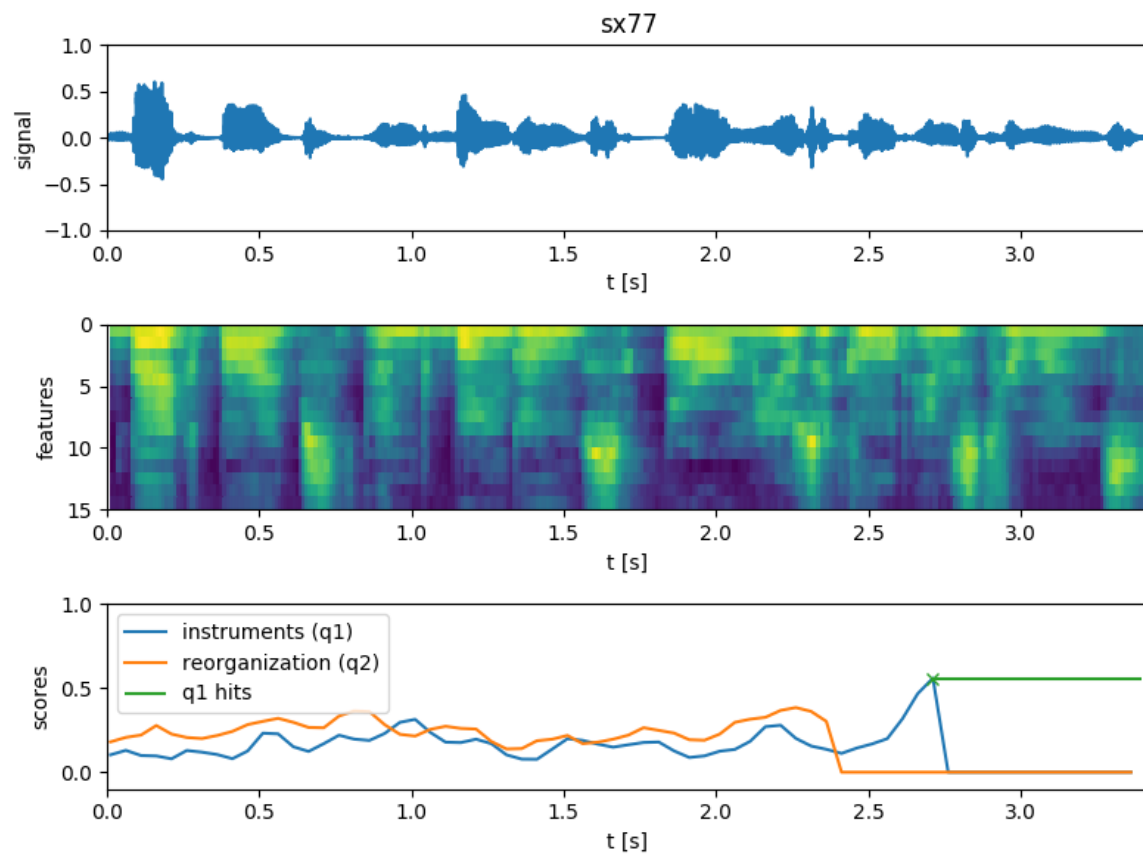 sx77
1.0
0.5
0.0
−0.5
−1.0
signal
0.0 0.5 1.0 1.5 2.0 2.5 3.0
t [s]
0
5
10
15
features
0.0 0.5 1.0 1.5 2.0 2.5 3.0
t [s]
1.0
0.5
0.0
scores
instruments (q1)
reorganization (q2)
q1 hits
0.0 0.5 1.0 1.5 2.0 2.5 3.0
t [s]